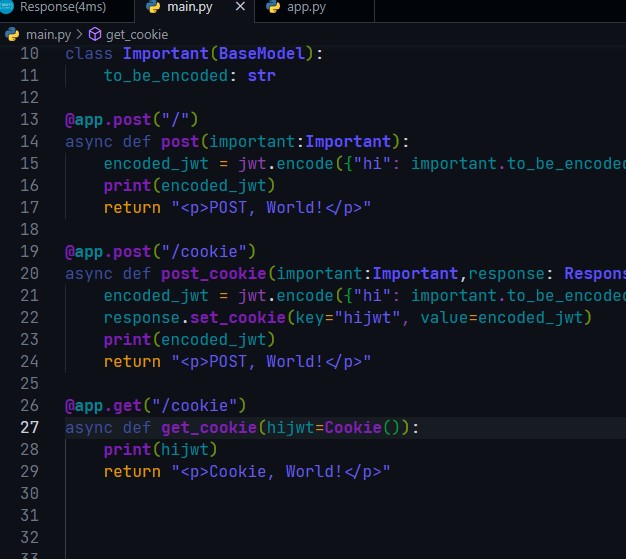 Response(4ms) main.py × app.py
main.py > get_cookie
10 class Important(BaseModel):
11 to_be_encoded: str
12
13 @app.post("/")
14 async def post(important:Important):
15 encoded_jwt = jwt.encode({"hi": important.to_be_encoded
16 print(encoded_jwt)
17 return "<p>POST, World!</p>"
18
19 @app.post("/cookie")
20 async def post_cookie(important:Important,response: Respons
21 encoded_jwt = jwt.encode({"hi": important.to_be_encoded
22 response.set_cookie(key="hijwt", value=encoded_jwt)
23 print(encoded_jwt)
24 return "<p>POST, World!</p>"
25
26 @app.get("/cookie")
27 async def get_cookie(hijwt=Cookie()):
28 print(hijwt)
29 return "<p>Cookie, World!</p>"
30
31
32
33